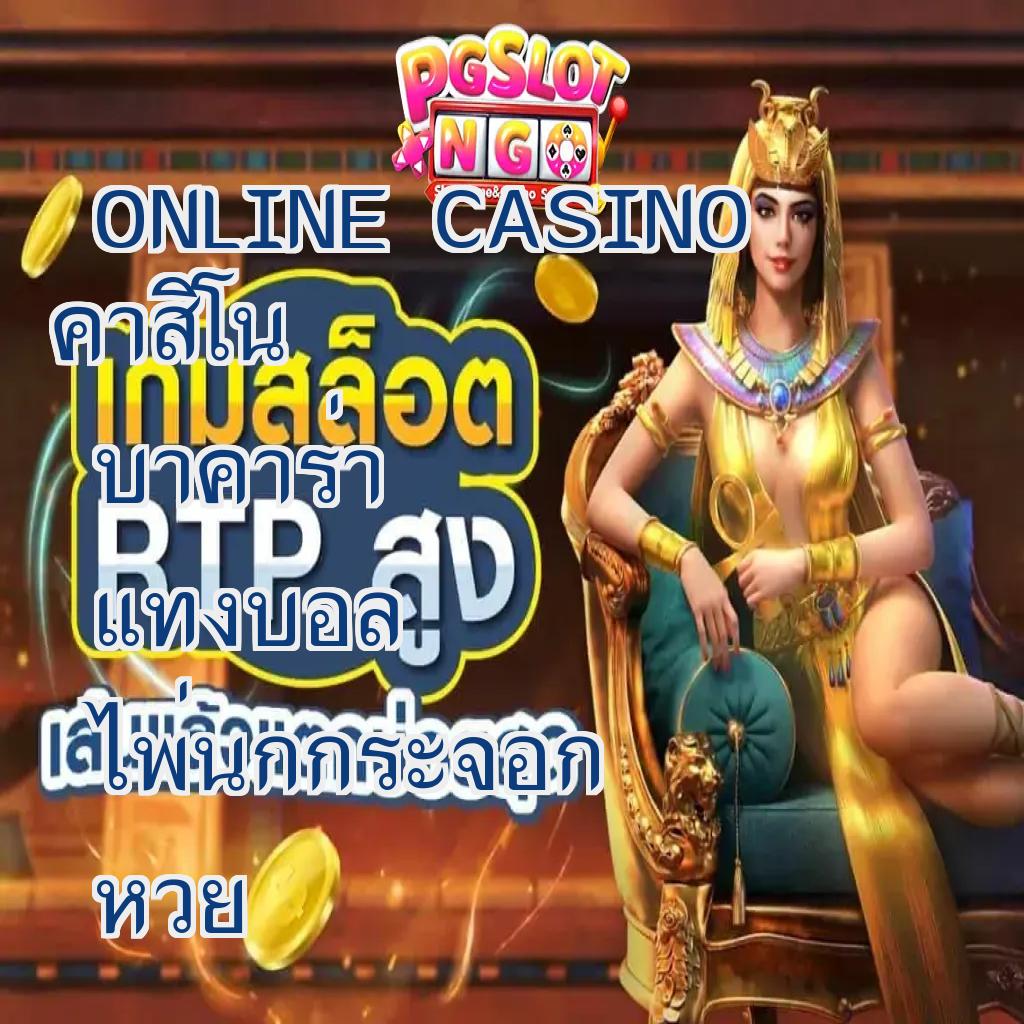 PGSLOT
NGO
ONLINE CASINO
คาสิโน
เกมสล็อต
บาคาร่า
RTP สูง
แทงบอล
ไพ่นกกระจอก
หวย